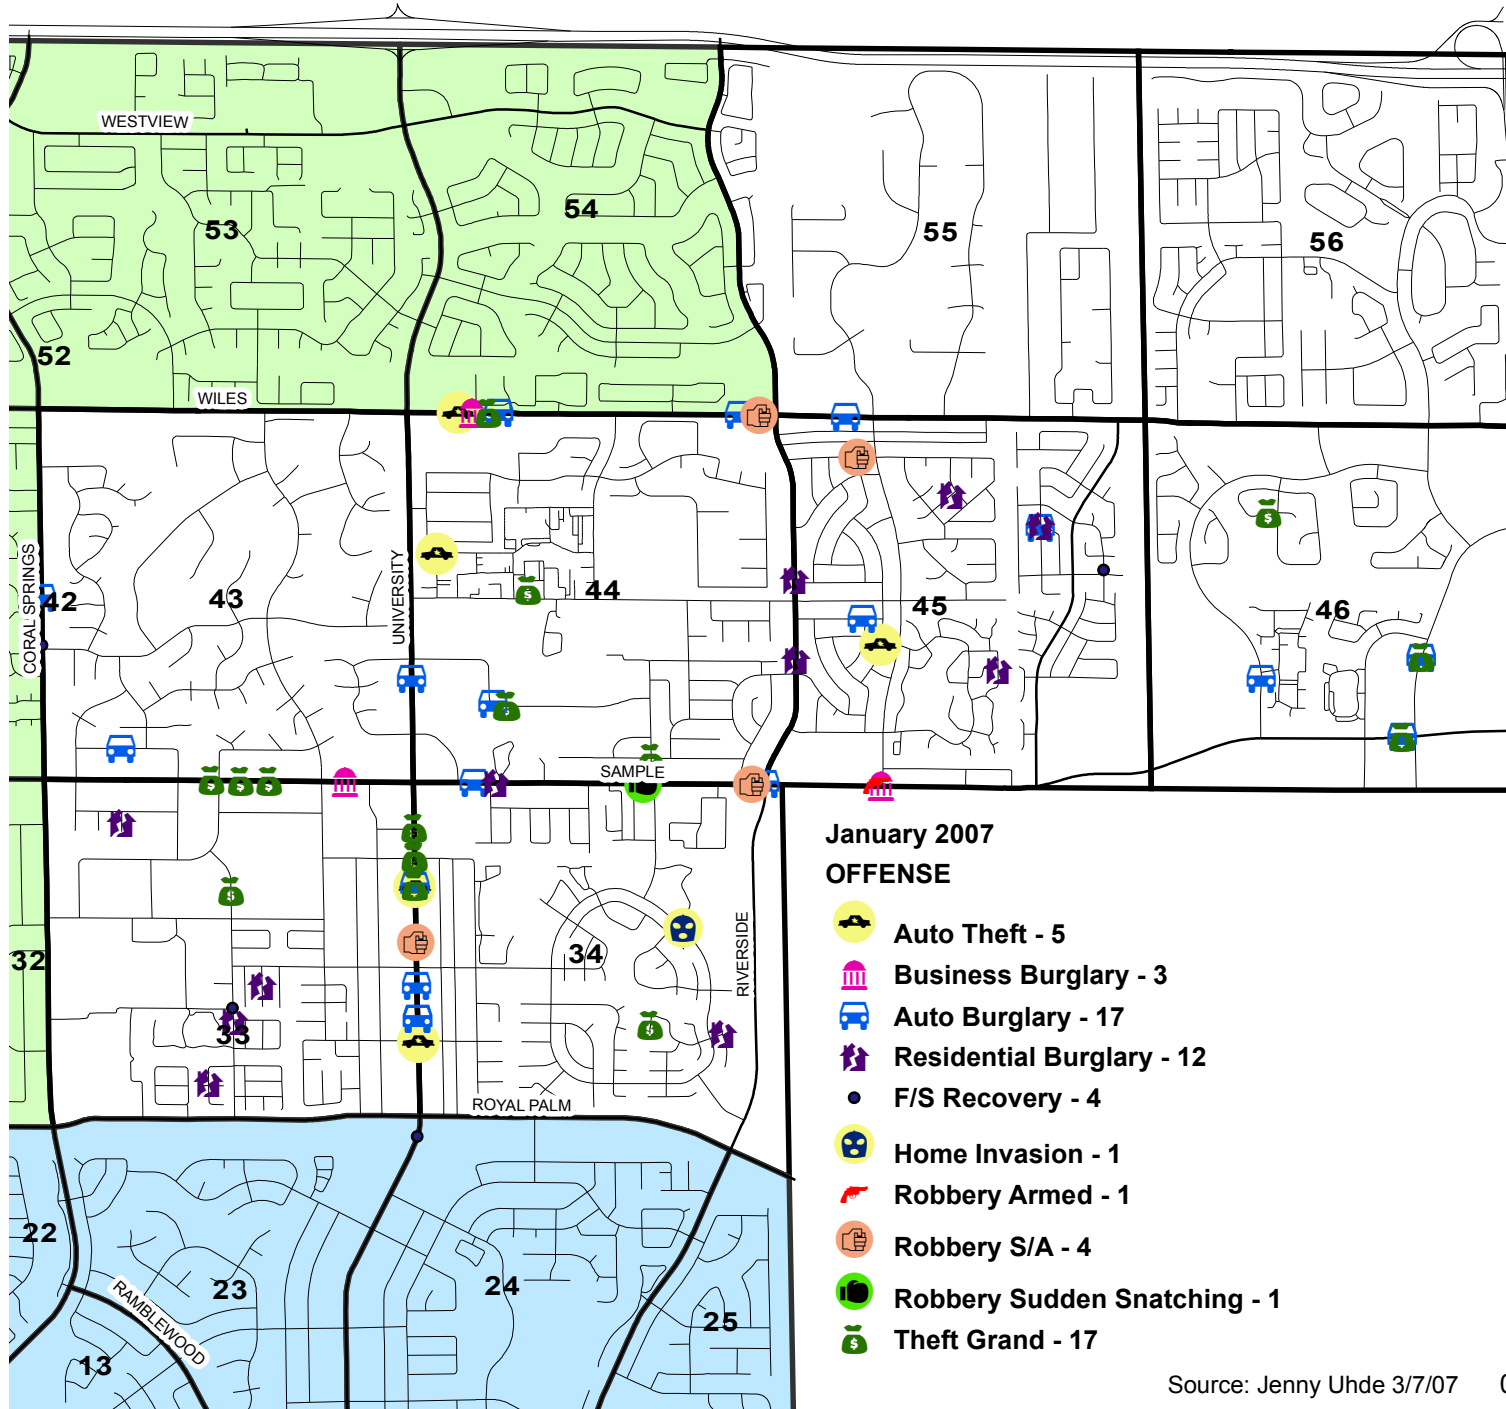 WESTVIEW
53
54
55
56
52
WILES
CORAL SPRINGS
42
43
UNIVERSITY
44
45
46
SAMPLE
January 2007
OFFENSE
Auto Theft - 5
Business Burglary - 3
Auto Burglary - 17
Residential Burglary - 12
F/S Recovery - 4
Home Invasion - 1
Robbery Armed - 1
Robbery S/A - 4
Robbery Sudden Snatching - 1
Theft Grand - 17
32
33
34
RIVERSIDE
ROYAL PALM
22
23
24
25
RAMBLEWOOD
13
Source: Jenny Uhde 3/7/07